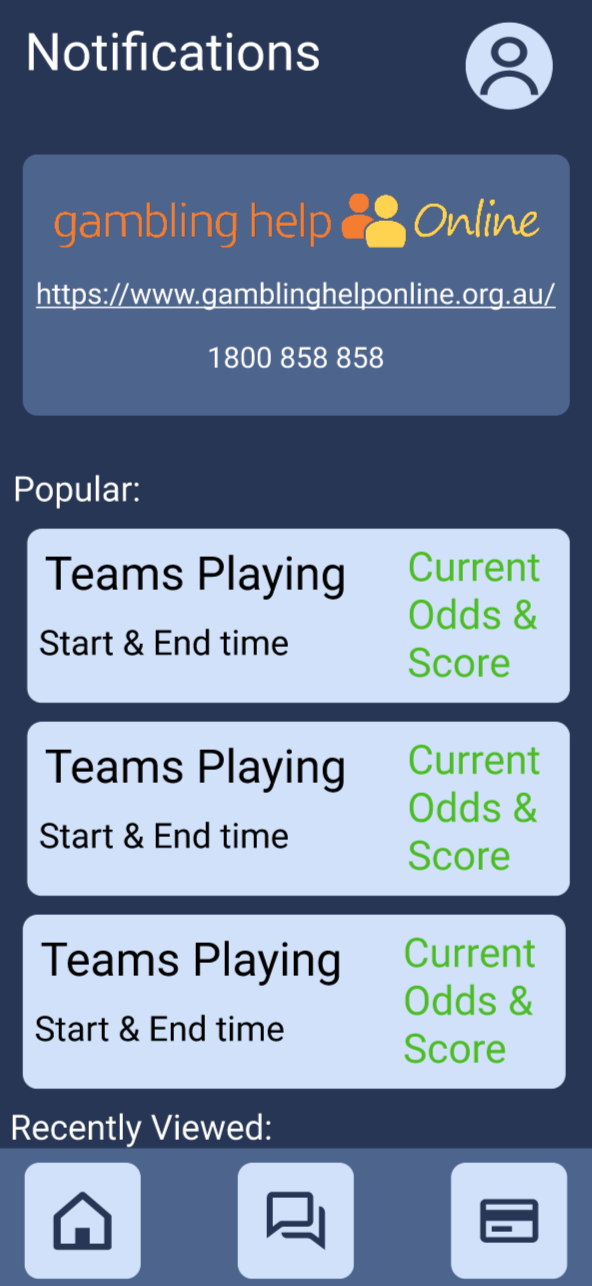 Notifications
gambling help Online
https://www.gamblinghelponline.org.au/
1800 858 858
Popular:
Teams Playing
Start & End time
Current
Odds &
Score
Teams Playing
Start & End time
Current
Odds &
Score
Teams Playing
Start & End time
Current
Odds &
Score
Recently Viewed: